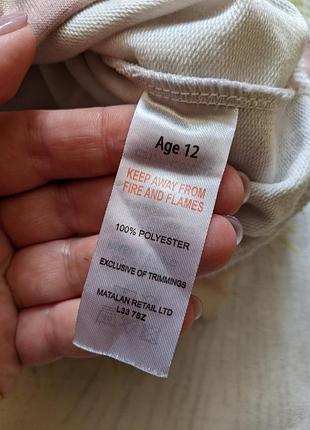 Age 12
KEEP AWAY FROM
FIRE AND FLAMES
100% POLYESTER
EXCLUSIVE OF TRIMMINGS
MATALAN RETAIL LTD
L33 7SZ